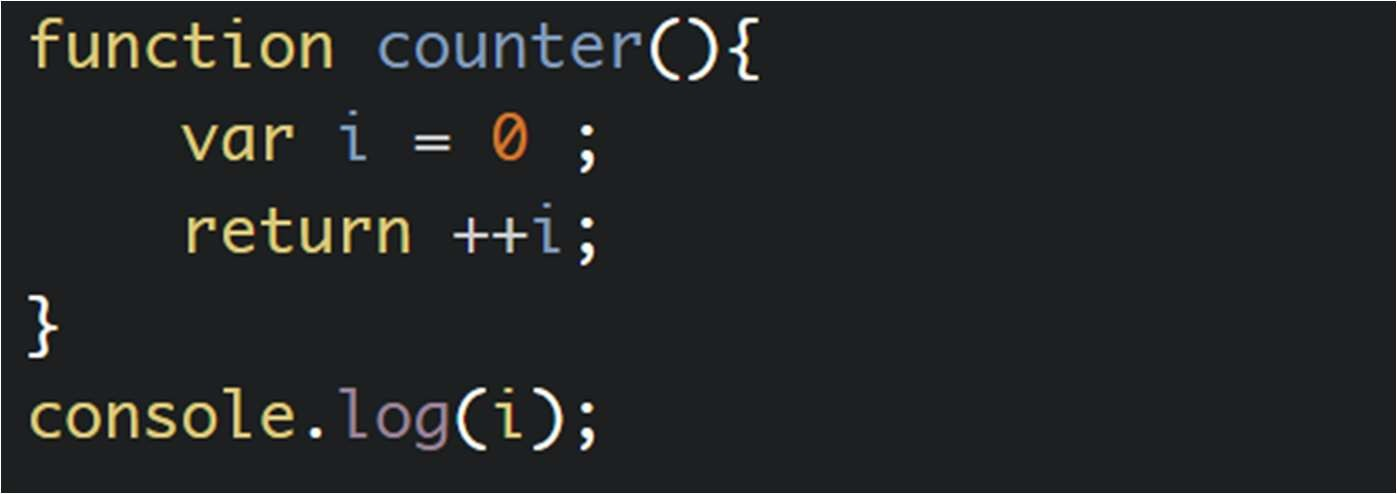 function counter(){
    var i = 0 ;
    return ++i;
}
console.log(i);